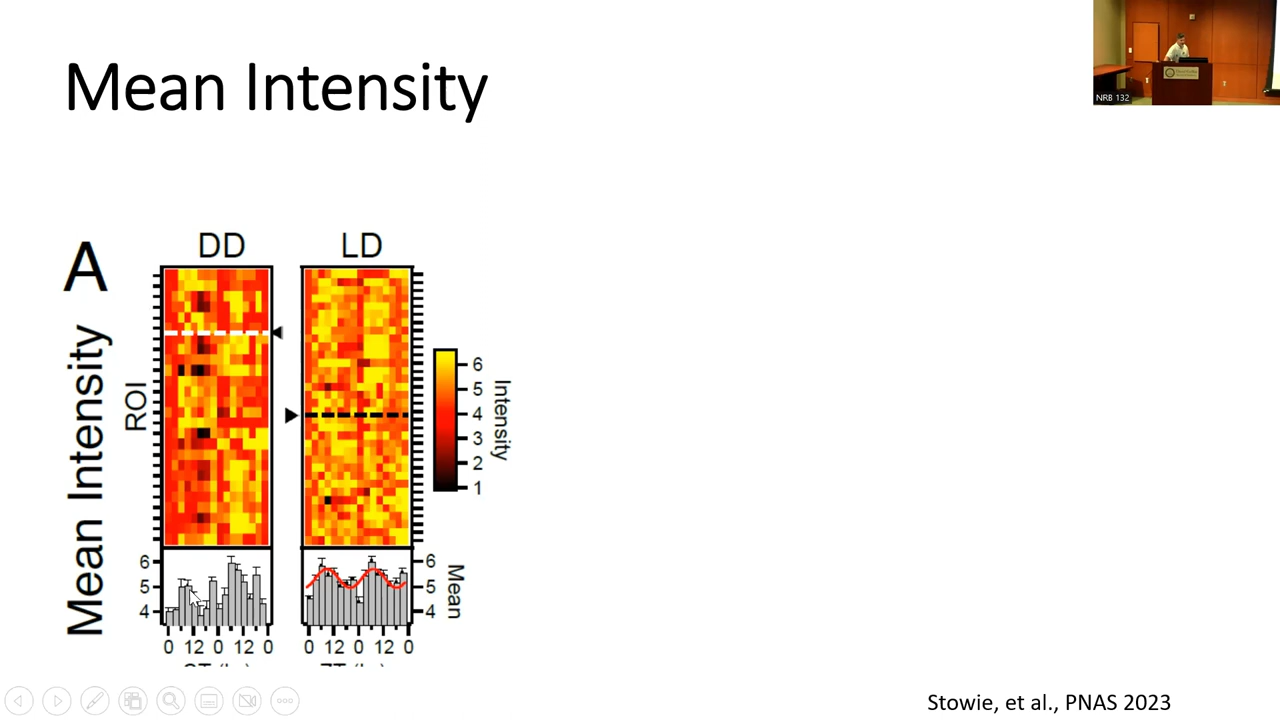 Mean Intensity
NRB 132
A
DD
LD
Mean Intensity
ROI
6
5
4
3
2
1
Intensity
6
5
4
6
5
4
Mean
0 12 0 12 0
0 12 0 12 0
Stowie, et al., PNAS 2023